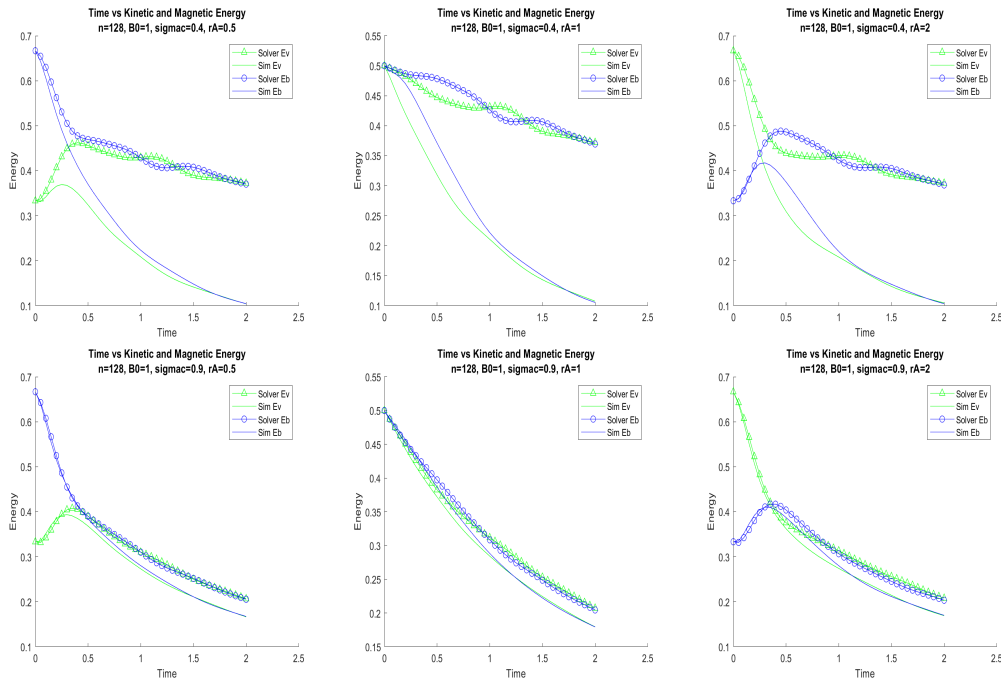 Time vs Kinetic and Magnetic Energy
n=128, B0=1, sigmac=0.4, rA=0.5
0.7
0.6
0.5
0.4
0.3
0.2
0.1
Energy
0 0.5 1 1.5 2 2.5
Time
Solver Ev
Sim Ev
Solver Eb
Sim Eb
Time vs Kinetic and Magnetic Energy
n=128, B0=1, sigmac=0.4, rA=1
0.55
0.5
0.45
0.4
0.35
0.3
0.25
0.2
0.15
0.1
Energy
0 0.5 1 1.5 2 2.5
Time
Solver Ev
Sim Ev
Solver Eb
Sim Eb
Time vs Kinetic and Magnetic Energy
n=128, B0=1, sigmac=0.4, rA=2
0.7
0.6
0.5
0.4
0.3
0.2
0.1
Energy
0 0.5 1 1.5 2 2.5
Time
Solver Ev
Sim Ev
Solver Eb
Sim Eb
Time vs Kinetic and Magnetic Energy
n=128, B0=1, sigmac=0.9, rA=0.5
0.7
0.6
0.5
0.4
0.3
0.2
0.1
Energy
0 0.5 1 1.5 2 2.5
Time
Solver Ev
Sim Ev
Solver Eb
Sim Eb
Time vs Kinetic and Magnetic Energy
n=128, B0=1, sigmac=0.9, rA=1
0.55
0.5
0.45
0.4
0.35
0.3
0.25
0.2
0.15
Energy
0 0.5 1 1.5 2 2.5
Time
Solver Ev
Sim Ev
Solver Eb
Sim Eb
Time vs Kinetic and Magnetic Energy
n=128, B0=1, sigmac=0.9, rA=2
0.7
0.6
0.5
0.4
0.3
0.2
0.1
Energy
0 0.5 1 1.5 2 2.5
Time
Solver Ev
Sim Ev
Solver Eb
Sim Eb